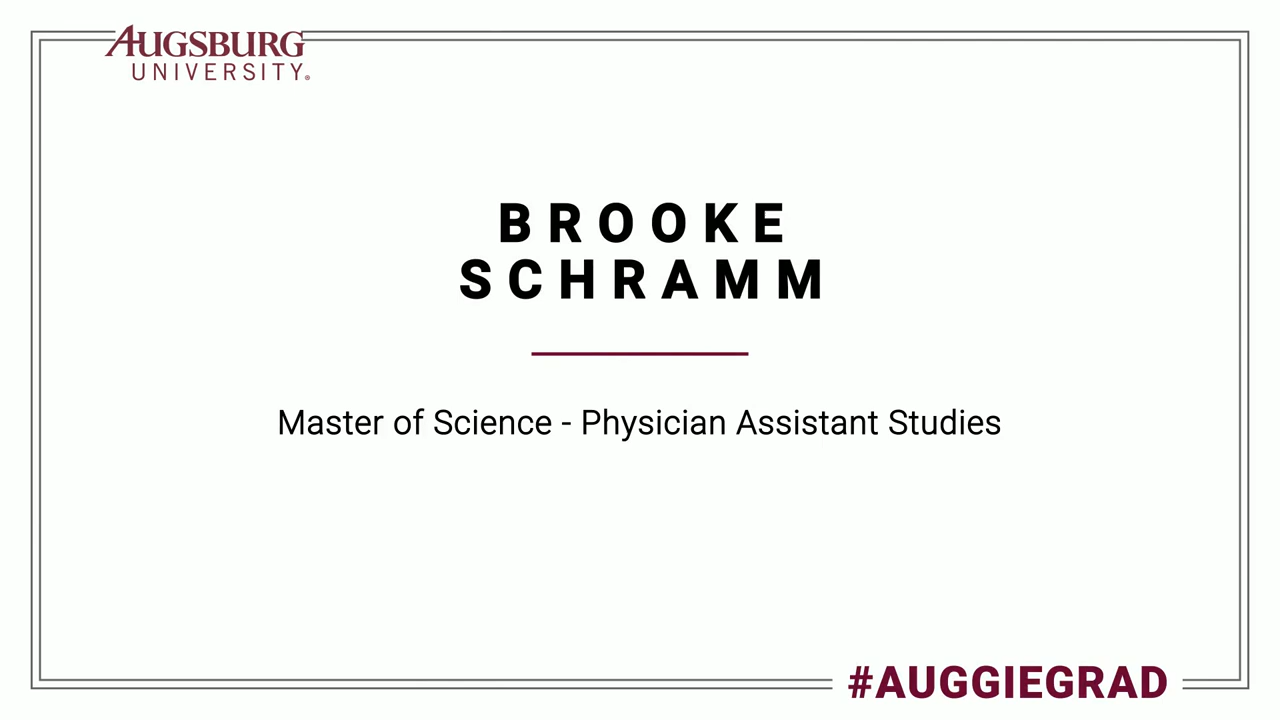 AUGSBURG
UNIVERSITY®
BROOKE
SCHRAMM
Master of Science - Physician Assistant Studies
#AUGGIEGRAD